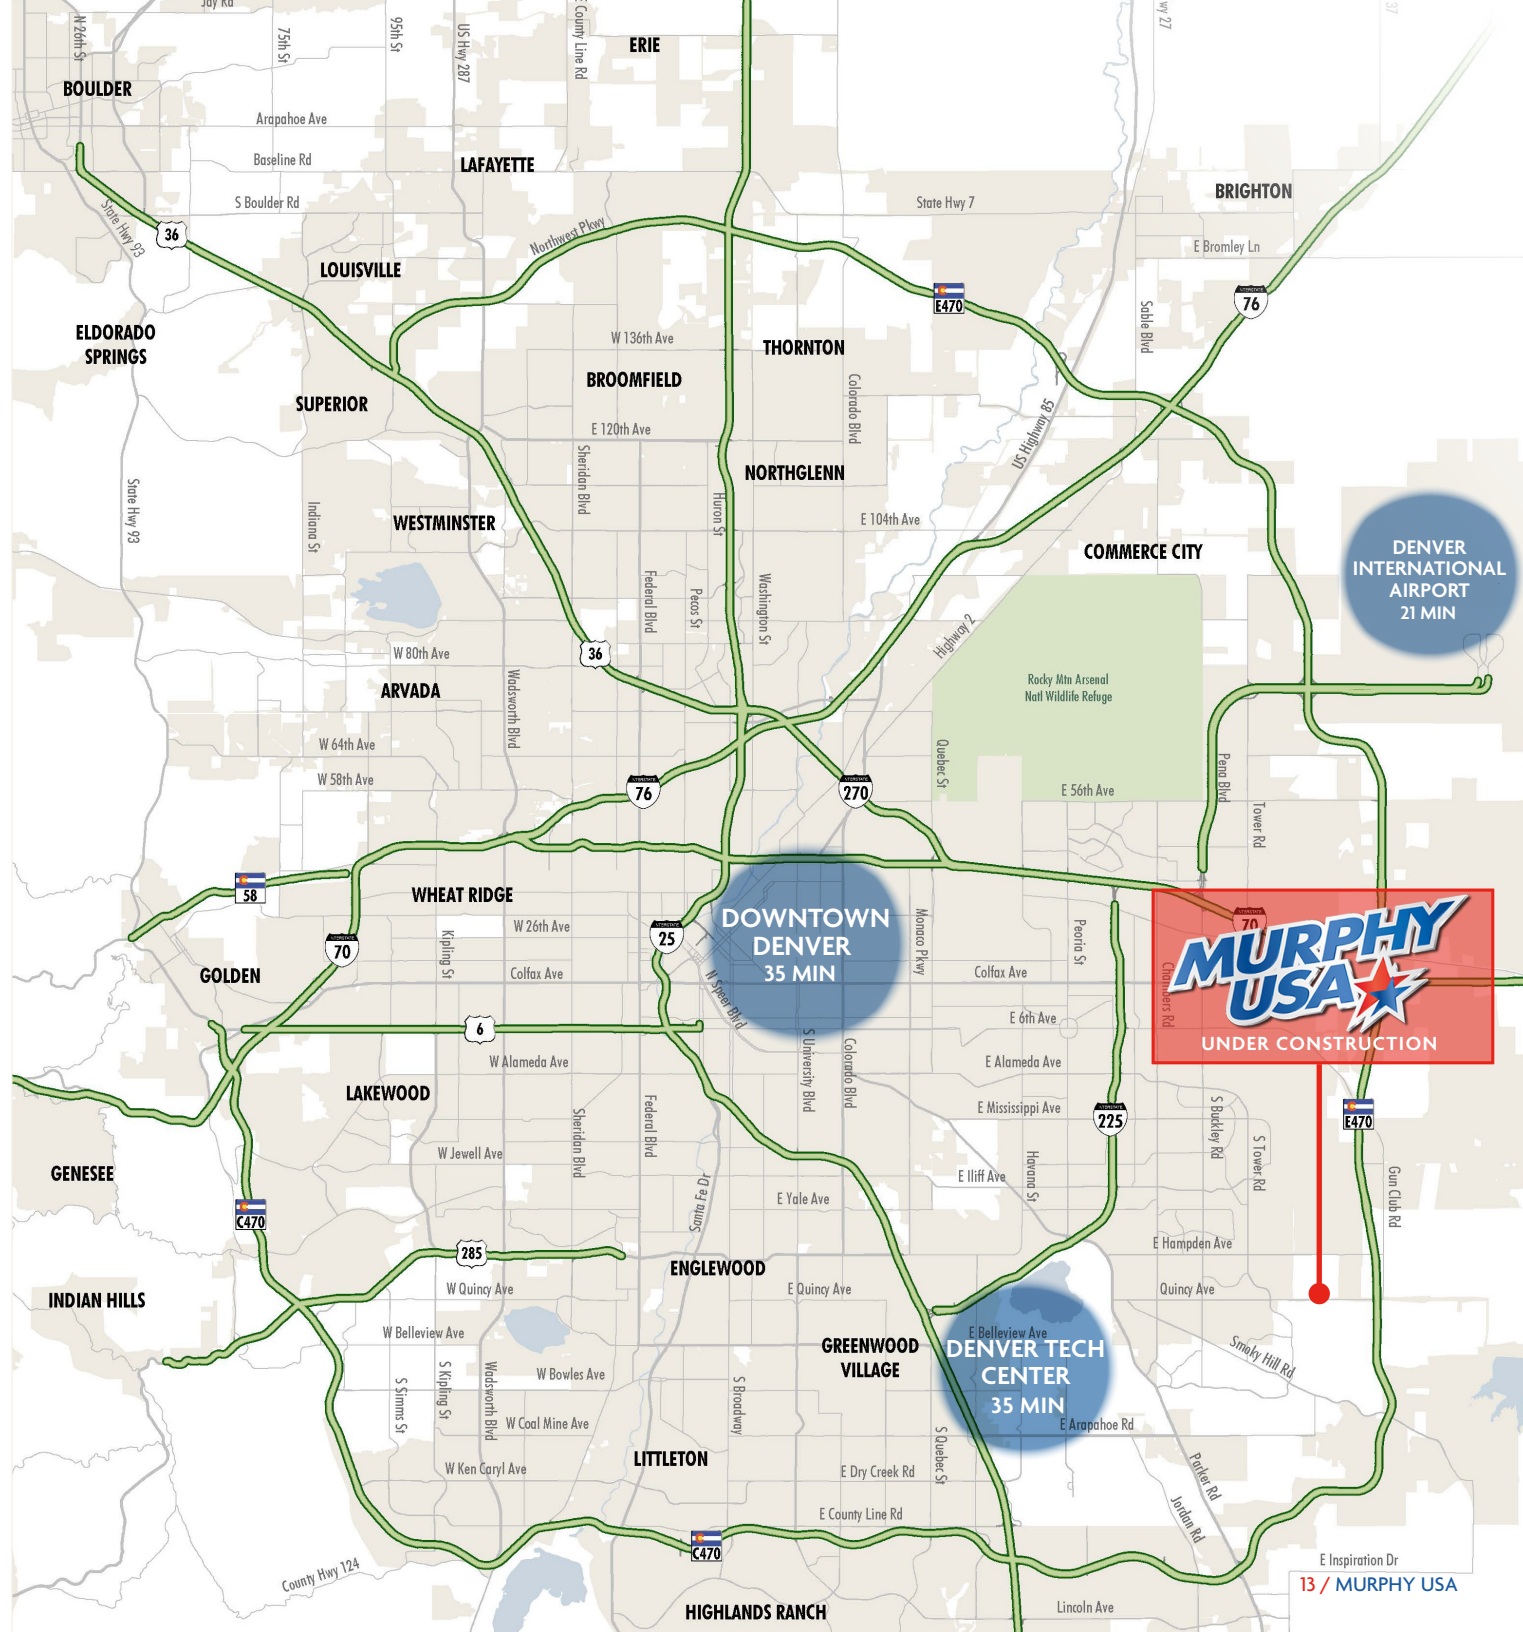 Jay Rd
N 26th St
75th St
95th St
US Hwy 287
E County Line Rd
ERIE
wy 27
37
BOULDER
Arapahoe Ave
Baseline Rd
LAFAYETTE
S Boulder Rd
State Hwy 7
BRIGHTON
State Hwy 93
36
Northwest Pkwy
E Bromley Ln
LOUISVILLE
E470
INTERSTATE
76
ELDORADO
SPRINGS
W 136th Ave
THORNTON
Sable Blvd
BROOMFIELD
SUPERIOR
Colorado Blvd
US Highway 85
E 120th Ave
NORTHGLENN
Sheridan Blvd
State Hwy 93
Indiana St
WESTMINSTER
Huron St
E 104th Ave
COMMERCE CITY
DENVER
INTERNATIONAL
AIRPORT
21 MIN
Federal Blvd
Pecos St
Washington St
Highway 2
W 80th Ave
36
ARVADA
Wadsworth Blvd
Rocky Mtn Arsenal
Natl Wildlife Refuge
W 64th Ave
W 58th Ave
Quebec St
Pena Blvd
INTERSTATE
76
INTERSTATE
270
E 56th Ave
Tower Rd
58
WHEAT RIDGE
W 26th Ave
INTERSTATE
25
DOWNTOWN
DENVER
35 MIN
Monaco Pkwy
Peoria St
INTERSTATE
70
MURPHY
USA
UNDER CONSTRUCTION
Chambers Rd
INTERSTATE
70
Kipling St
GOLDEN
Colfax Ave
N Speer Blvd
Colfax Ave
6
E 6th Ave
W Alameda Ave
S University Blvd
Colorado Blvd
E Alameda Ave
LAKEWOOD
Sheridan Blvd
Federal Blvd
E Mississippi Ave
INTERSTATE
225
S Buckley Rd
S Tower Rd
E470
W Jewell Ave
GENESEE
Santa Fe Dr
E Yale Ave
E Iliff Ave
Havana St
Gun Club Rd
C470
285
E Hampden Ave
ENGLEWOOD
INDIAN HILLS
W Quincy Ave
E Quincy Ave
Quincy Ave
W Belleview Ave
GREENWOOD
VILLAGE
E Belleview Ave
DENVER TECH
CENTER
35 MIN
Smoky Hill Rd
S Simms St
S Kipling St
Wadsworth Blvd
W Bowles Ave
S Broadway
W Coal Mine Ave
E Arapahoe Rd
S Quebec St
LITTLETON
W Ken Caryl Ave
E Dry Creek Rd
Parker Rd
Jordan Rd
E County Line Rd
C470
County Hwy 124
E Inspiration Dr
13 / MURPHY USA
HIGHLANDS RANCH
Lincoln Ave